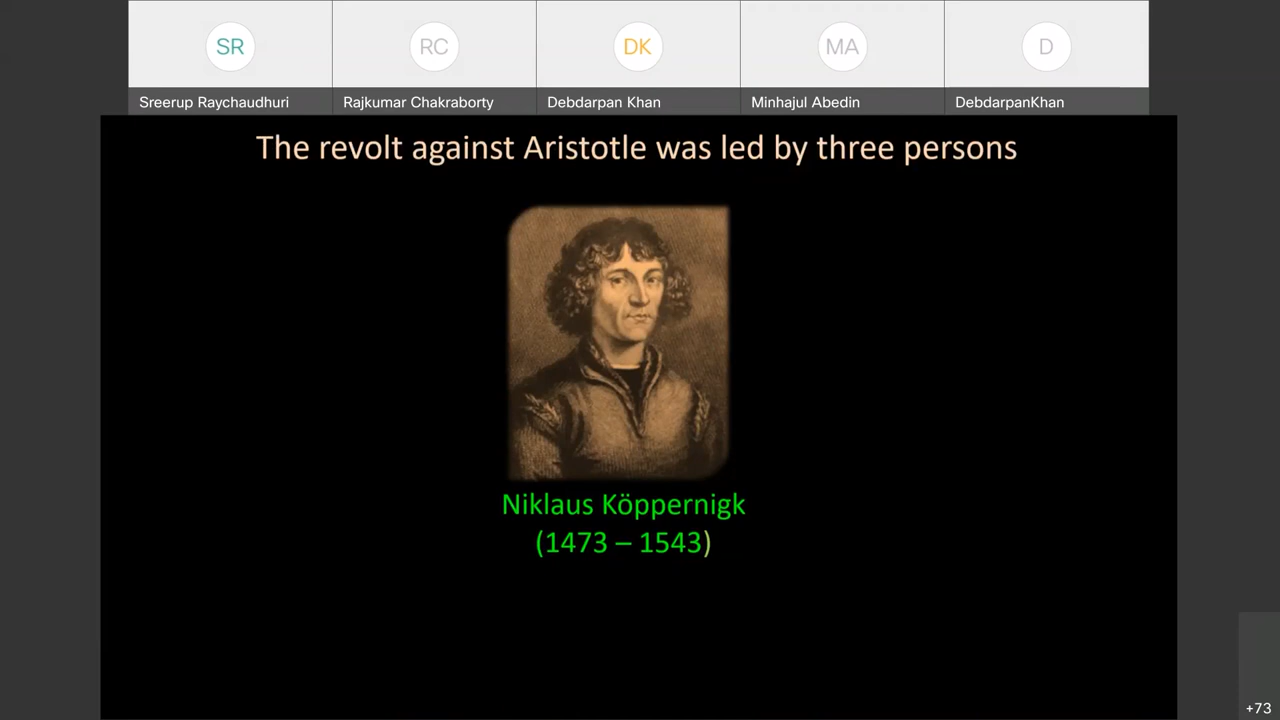 SR
RC
DK
MA
D
Sreerup Raychaudhuri
Rajkumar Chakraborty
Debdarpan Khan
Minhajul Abedin
DebdarpanKhan
The revolt against Aristotle was led by three persons
Niklaus Köppernigk
(1473 – 1543)
+73